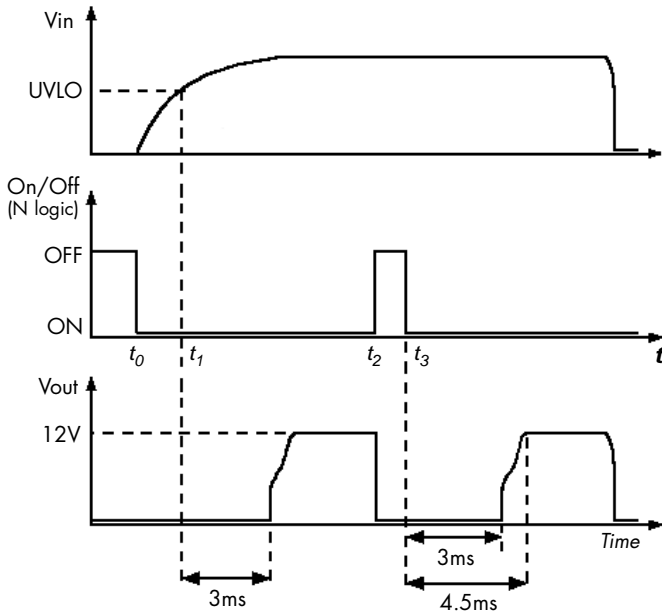 Vin
UVLO
On/Off
(N logic)
OFF
ON
t0 t1 t2 t3 t
Vout
12V
Time
3ms
3ms
4.5ms